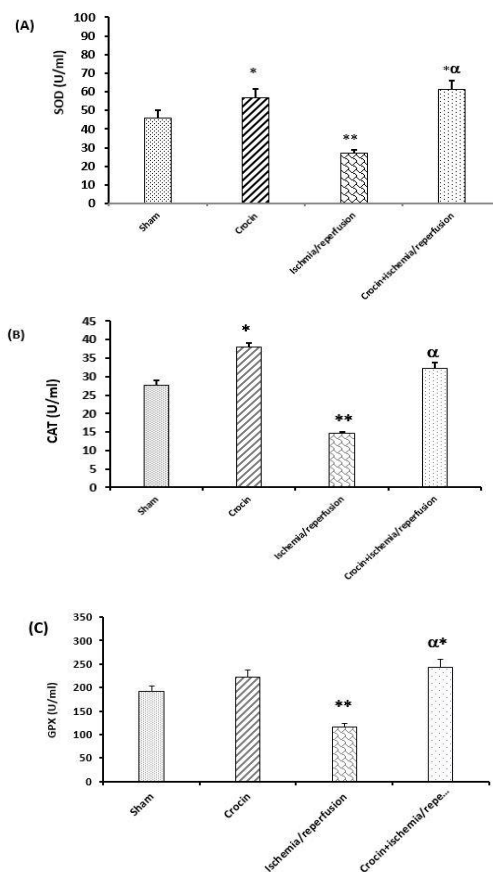 (A)
SOD (U/ml)
100
90
80
70
60
50
40
30
20
10
0
*
**
*α
Sham
Crocin
Ischmia/reperfusion
Crocin+ischemia/reperfusion
(B)
CAT (U/ml)
45
40
35
30
25
20
15
10
5
0
*
**
α
Sham
Crocin
Ischemia/reperfusion
Crocin+ischemia/reperfusion
(C)
GPX (U/ml)
350
300
250
200
150
100
50
0
**
α*
Sham
Crocin
Ischemia/reperfusion
Crocin+ischemia/repe...